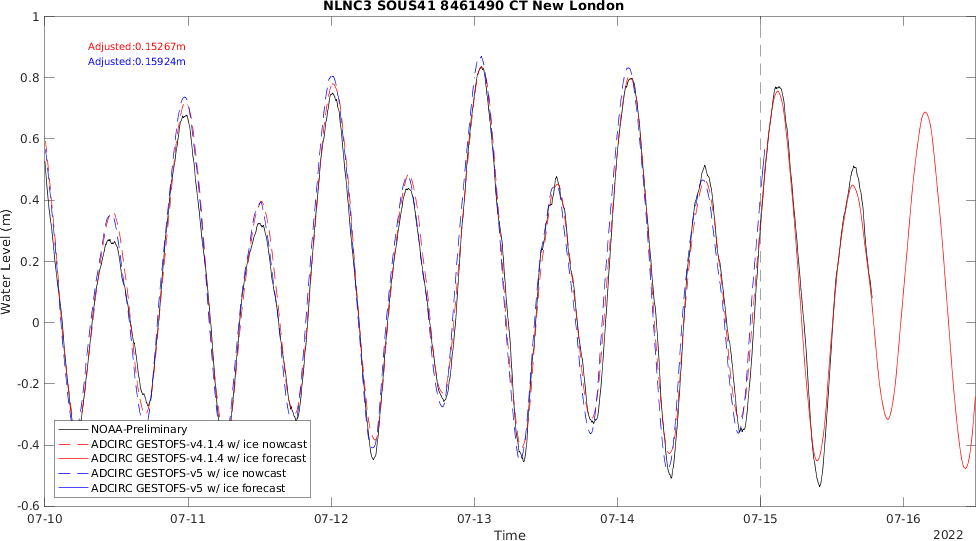 NLNC3 SOUS41 8461490 CT New London
1
Adjusted:0.15267m
Adjusted:0.15924m
0.8
0.6
0.4
0.2
0
-0.2
-0.4
-0.6
Water Level (m)
NOAA-Preliminary
ADCIRC GESTOFS-v4.1.4 w/ ice nowcast
ADCIRC GESTOFS-v4.1.4 w/ ice forecast
ADCIRC GESTOFS-v5 w/ ice nowcast
ADCIRC GESTOFS-v5 w/ ice forecast
07-10 07-11 07-12 07-13 07-14 07-15 07-16
Time
2022